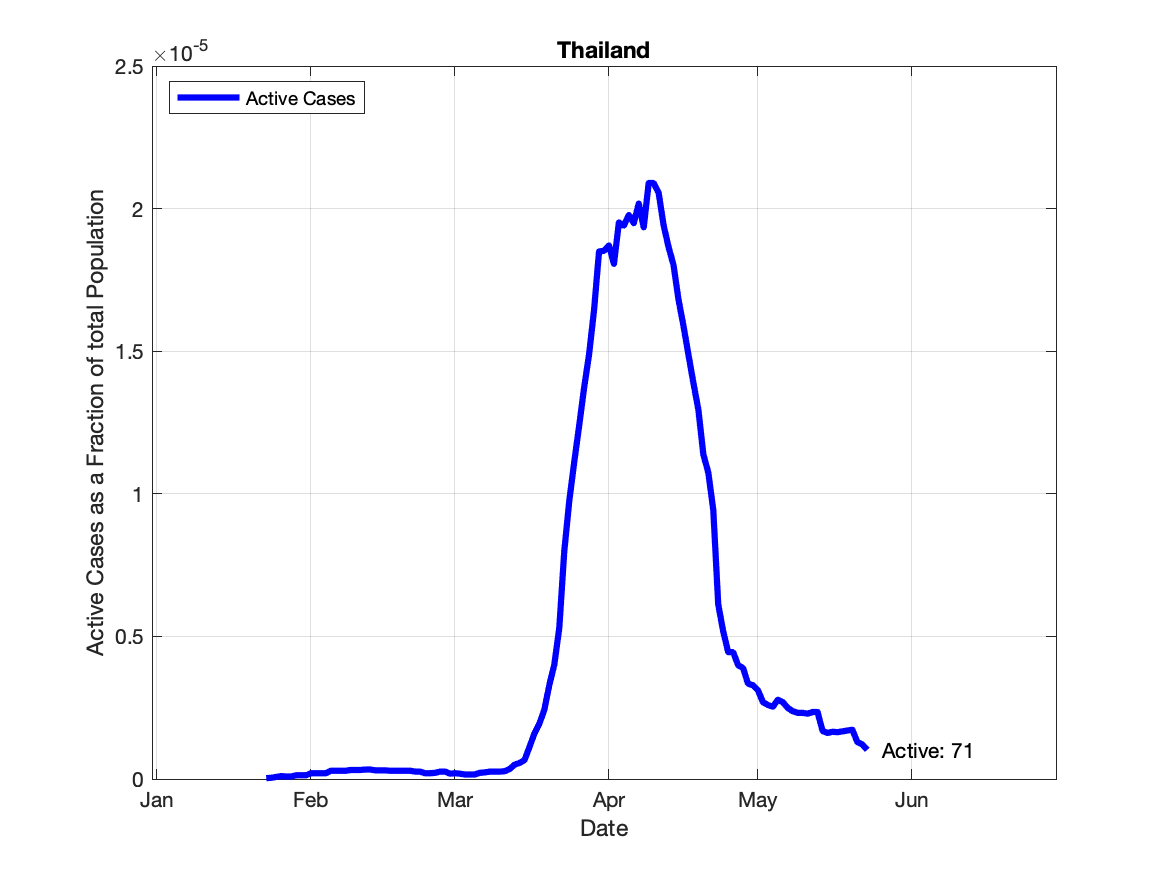 Thailand
×10-5
2.5
2
1.5
1
0.5
0
Active Cases as a Fraction of total Population
Active Cases
Active: 71
Jan Feb Mar Apr May Jun
Date